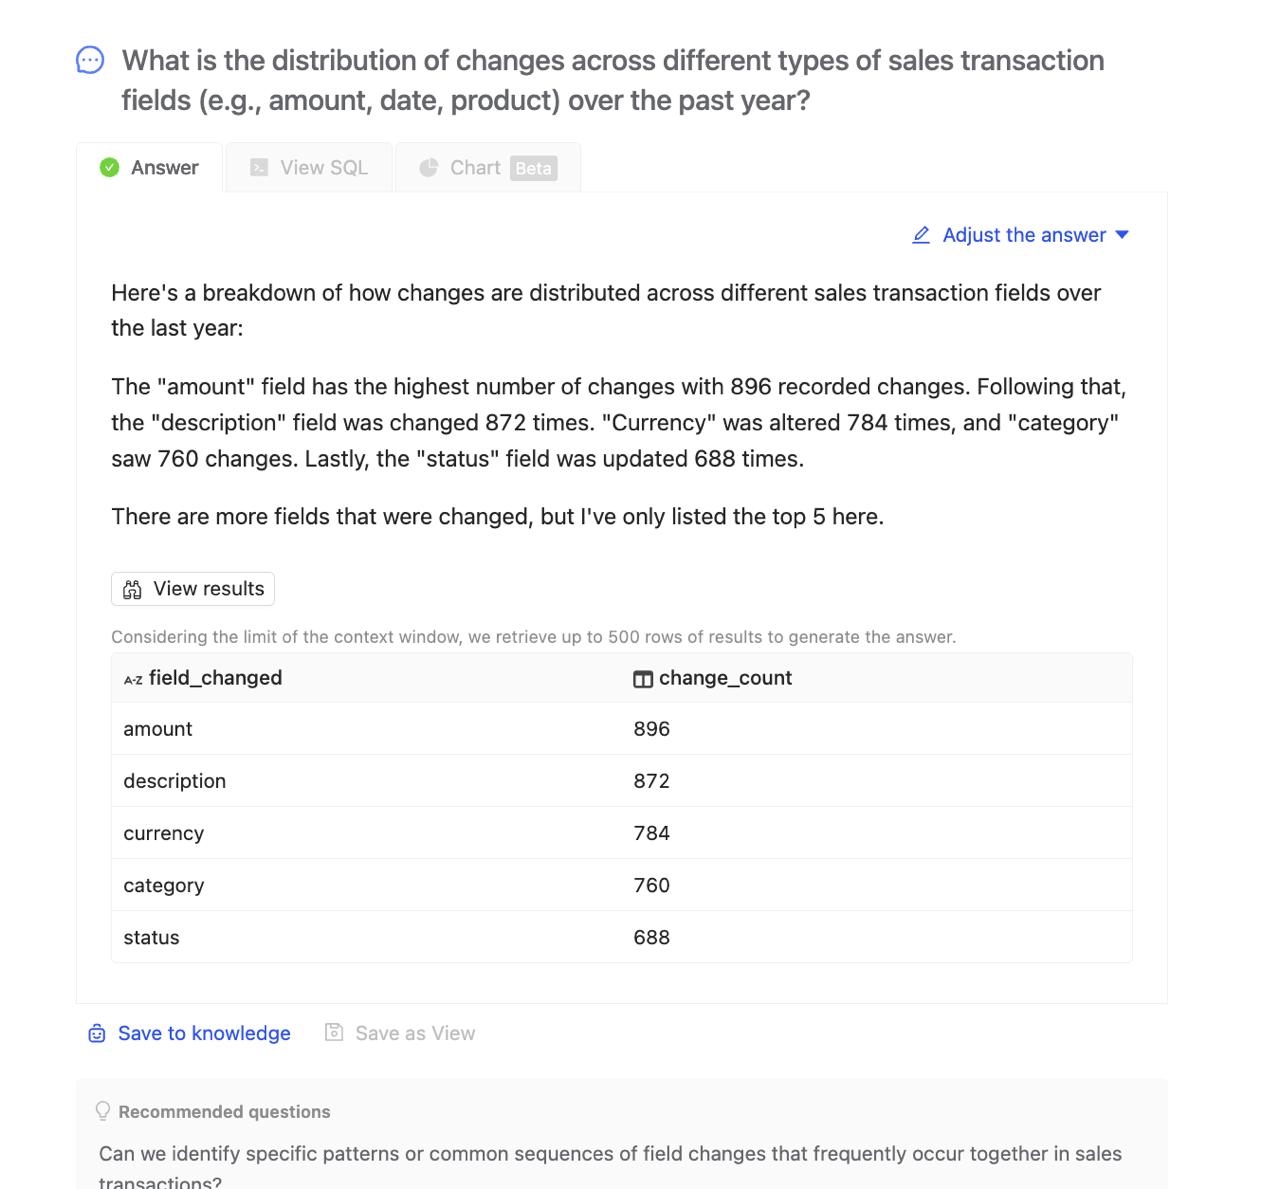 What is the distribution of changes across different types of sales transaction
fields (e.g., amount, date, product) over the past year?
Answer
View SQL
Chart Beta
Adjust the answer
Here's a breakdown of how changes are distributed across different sales transaction fields over
the last year:
The "amount" field has the highest number of changes with 896 recorded changes. Following that,
the "description" field was changed 872 times. "Currency" was altered 784 times, and "category"
saw 760 changes. Lastly, the "status" field was updated 688 times.
There are more fields that were changed, but I've only listed the top 5 here.
View results
Considering the limit of the context window, we retrieve up to 500 rows of results to generate the answer.
A-Z field_changed change_count
amount 896
description 872
currency 784
category 760
status 688
Save to knowledge Save as View
Recommended questions
Can we identify specific patterns or common sequences of field changes that frequently occur together in sales
transactions?